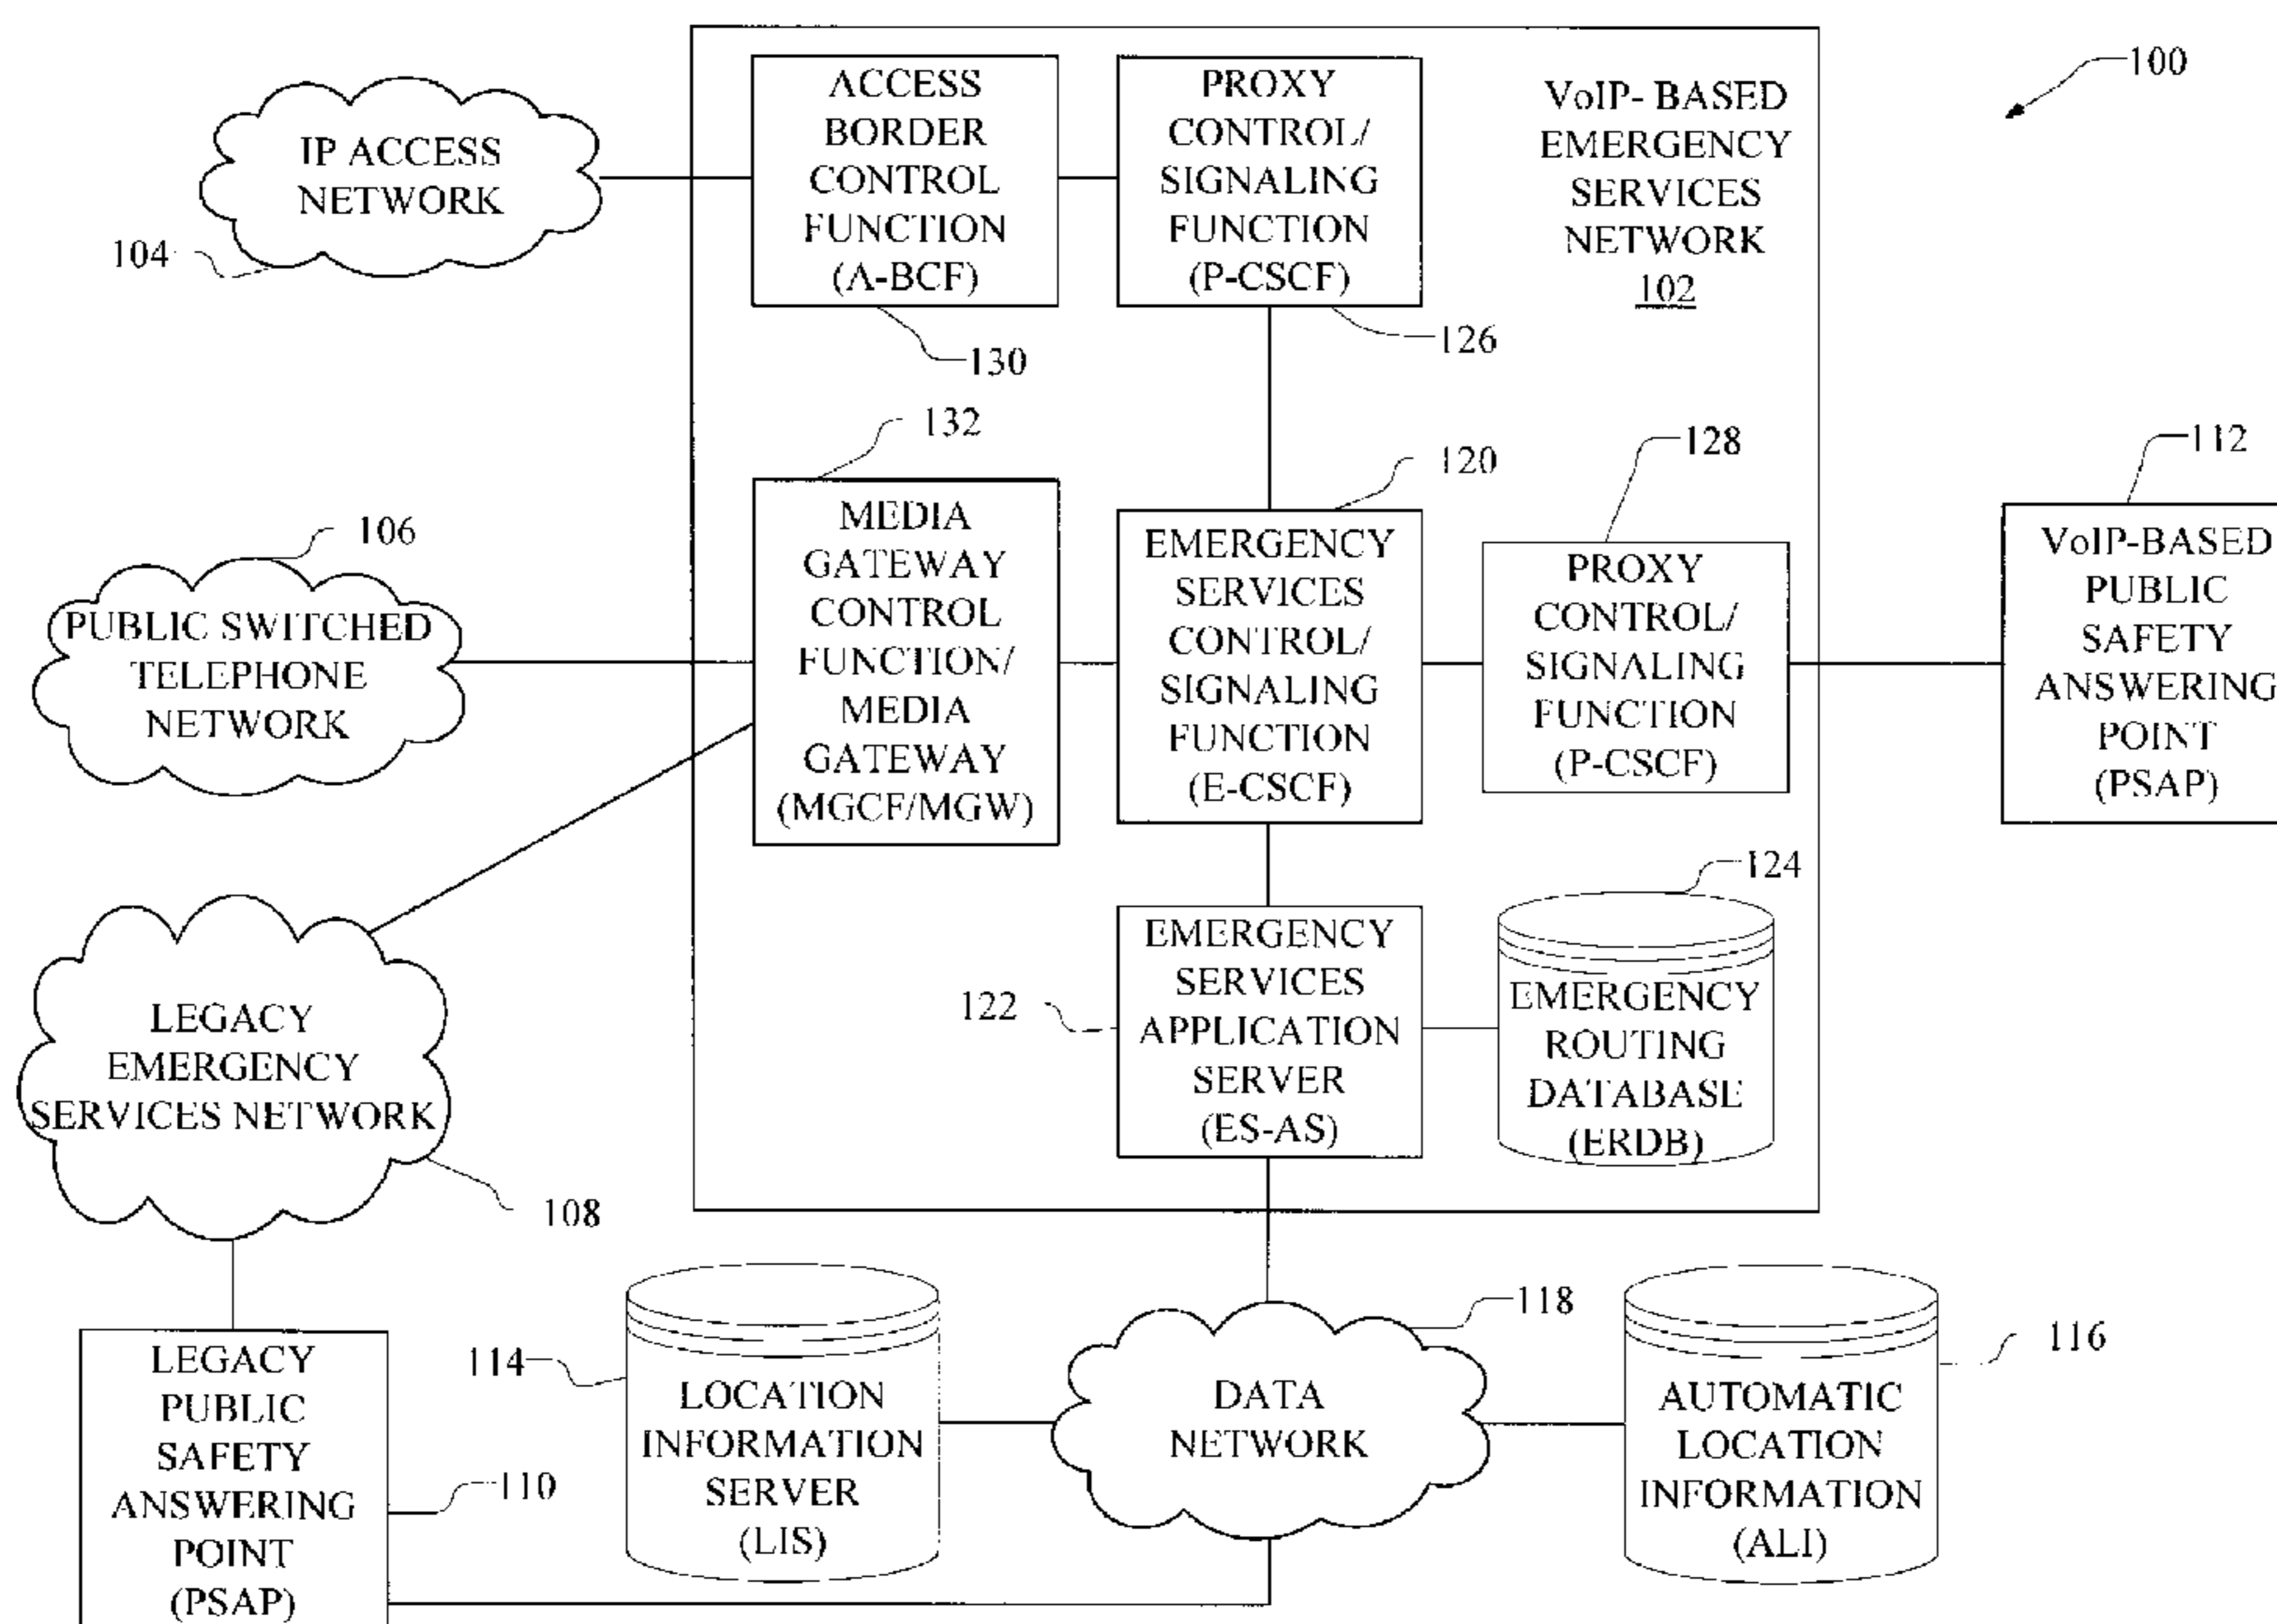 100
IP ACCESS
NETWORK
104
ACCESS
BORDER
CONTROL
FUNCTION
(A-BCF)
130
PROXY
CONTROL/
SIGNALING
FUNCTION
(P-CSCF)
126
VoIP- BASED
EMERGENCY
SERVICES
NETWORK
102
106
PUBLIC SWITCHED
TELEPHONE
NETWORK
132
MEDIA
GATEWAY
CONTROL
FUNCTION/
MEDIA
GATEWAY
(MGCF/MGW)
120
EMERGENCY
SERVICES
CONTROL/
SIGNALING
FUNCTION
(E-CSCF)
128
PROXY
CONTROL/
SIGNALING
FUNCTION
(P-CSCF)
112
VoIP-BASED
PUBLIC
SAFETY
ANSWERING
POINT
(PSAP)
LEGACY
EMERGENCY
SERVICES NETWORK
108
122
EMERGENCY
SERVICES
APPLICATION
SERVER
(ES-AS)
124
EMERGENCY
ROUTING
DATABASE
(ERDB)
LEGACY
PUBLIC
SAFETY
ANSWERING
POINT
(PSAP)
110
114
LOCATION
INFORMATION
SERVER
(LIS)
118
DATA
NETWORK
116
AUTOMATIC
LOCATION
INFORMATION
(ALI)